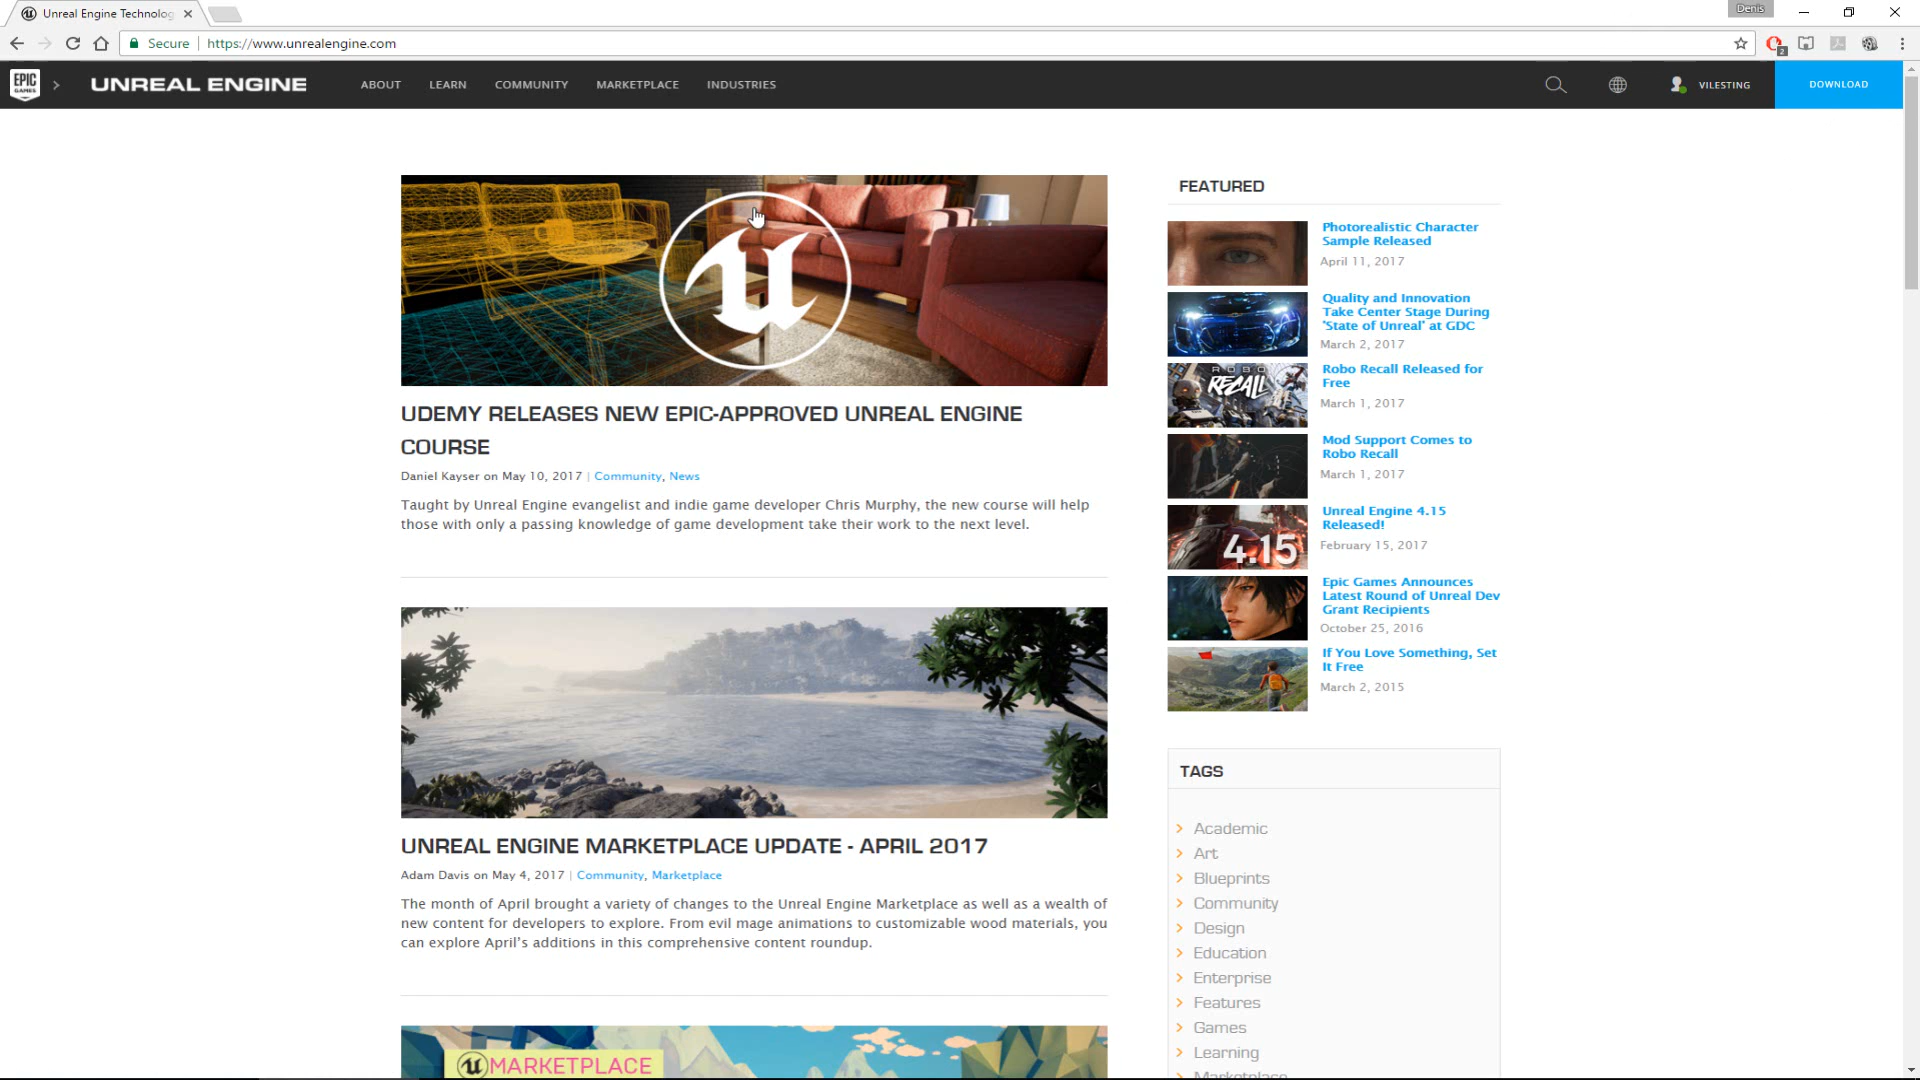 Unreal Engine Technolog
Denis
Secure
https://www.unrealengine.com
2
EPIC
GAMES
UNREAL ENGINE
ABOUT
LEARN
COMMUNITY
MARKETPLACE
INDUSTRIES
VILESTING
DOWNLOAD
UDEMY RELEASES NEW EPIC-APPROVED UNREAL ENGINE
COURSE
Daniel Kayser on May 10, 2017 | Community, News
Taught by Unreal Engine evangelist and indie game developer Chris Murphy, the new course will help
those with only a passing knowledge of game development take their work to the next level.
UNREAL ENGINE MARKETPLACE UPDATE - APRIL 2017
Adam Davis on May 4, 2017 | Community, Marketplace
The month of April brought a variety of changes to the Unreal Engine Marketplace as well as a wealth of
new content for developers to explore. From evil mage animations to customizable wood materials, you
can explore April's additions in this comprehensive content roundup.
MARKETPLACE
FEATURED
Photorealistic Character
Sample Released
April 11, 2017
Quality and Innovation
Take Center Stage During
'State of Unreal' at GDC
March 2, 2017
ROBO
RECALL
Robo Recall Released for
Free
March 1, 2017
Mod Support Comes to
Robo Recall
March 1, 2017
4.15
Unreal Engine 4.15
Released!
February 15, 2017
Epic Games Announces
Latest Round of Unreal Dev
Grant Recipients
October 25, 2016
If You Love Something, Set
It Free
March 2, 2015
TAGS
Academic
Art
Blueprints
Community
Design
Education
Enterprise
Features
Games
Learning
Marketplace